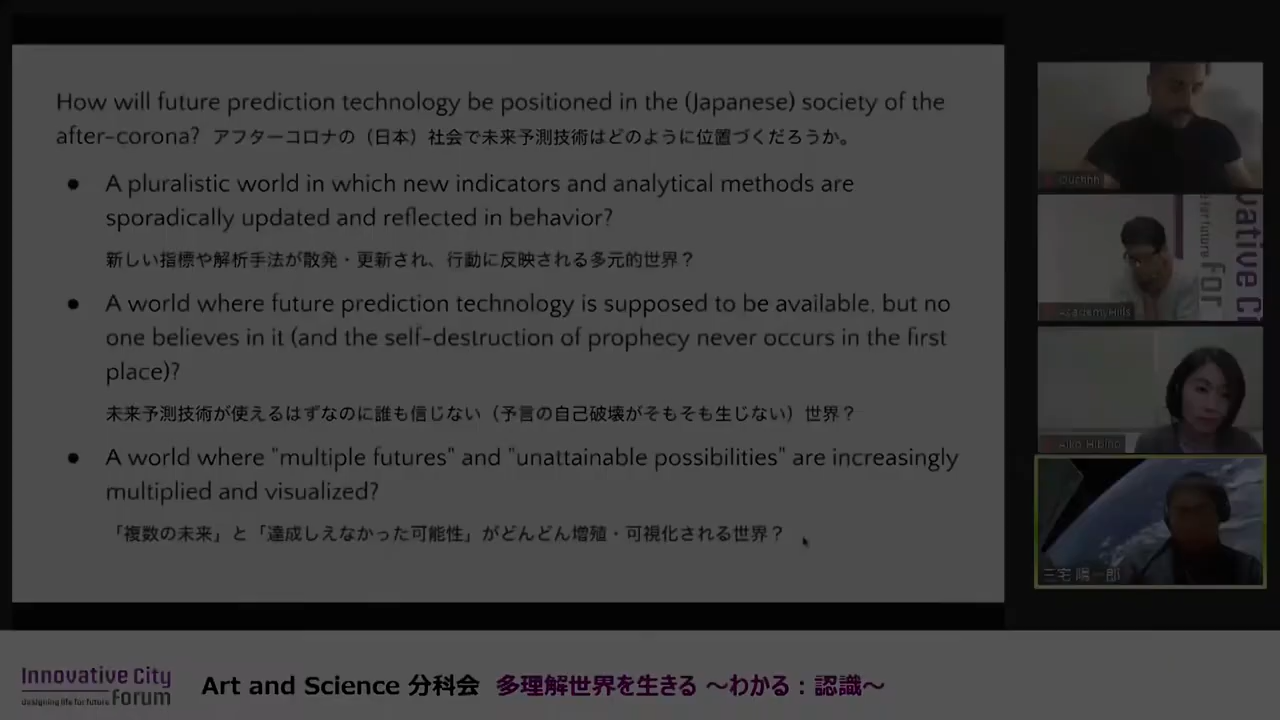 How will future prediction technology be positioned in the (Japanese) society of the
after-corona? アフターコロナの（日本）社会で未来予測技術はどのように位置づくだろうか。
● A pluralistic world in which new indicators and analytical methods are
sporadically updated and reflected in behavior?
新しい指標や解析手法が散発・更新され、行動に反映される多元的世界？
● A world where future prediction technology is supposed to be available, but no
one believes in it (and the self-destruction of prophecy never occurs in the first
place)?
未来予測技術が使えるはずなのに誰も信じない（予言の自己破壊がそもそも生じない）世界？
● A world where "multiple futures" and "unattainable possibilities" are increasingly
multiplied and visualized?
「複数の未来」と「達成しえなかった可能性」がどんどん増殖・可視化される世界？
Ouchhh
vative Ci
for future
for
AcademyHills
Aiko Hibino
三宅 陽一郎
Innovative City
designing life for future Forum
Art and Science 分科会 多理解世界を生きる ～わかる：認識～